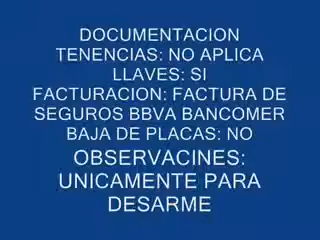 DOCUMENTACION
TENENCIAS: NO APLICA
LLAVES: SI
FACTURACION: FACTURA DE
SEGUROS BBVA BANCOMER
BAJA DE PLACAS: NO
OBSERVACINES:
UNICAMENTE PARA
DESARME